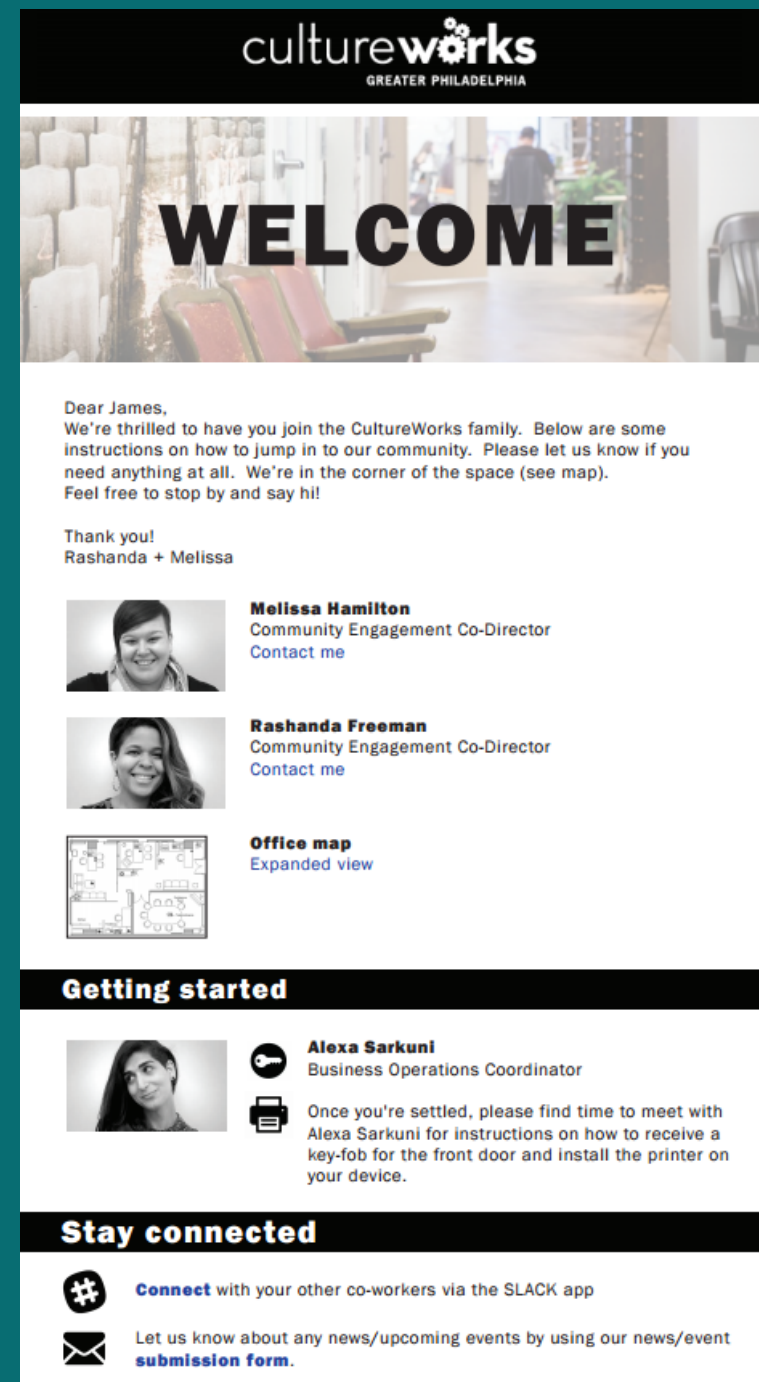 cultureworks
GREATER PHILADELPHIA
WELCOME
Dear James,
We're thrilled to have you join the CultureWorks family.  Below are some
instructions on how to jump in to our community.  Please let us know if you
need anything at all.  We're in the corner of the space (see map).
Feel free to stop by and say hi!
Thank you!
Rashanda + Melissa
Melissa Hamilton
Community Engagement Co-Director
Contact me
Rashanda Freeman
Community Engagement Co-Director
Contact me
Office map
Expanded view
Getting started
Alexa Sarkuni
Business Operations Coordinator
Once you're settled, please find time to meet with
Alexa Sarkuni for instructions on how to receive a
key-fob for the front door and install the printer on
your device.
Stay connected
Connect with your other co-workers via the SLACK app
Let us know about any news/upcoming events by using our news/event
submission form.